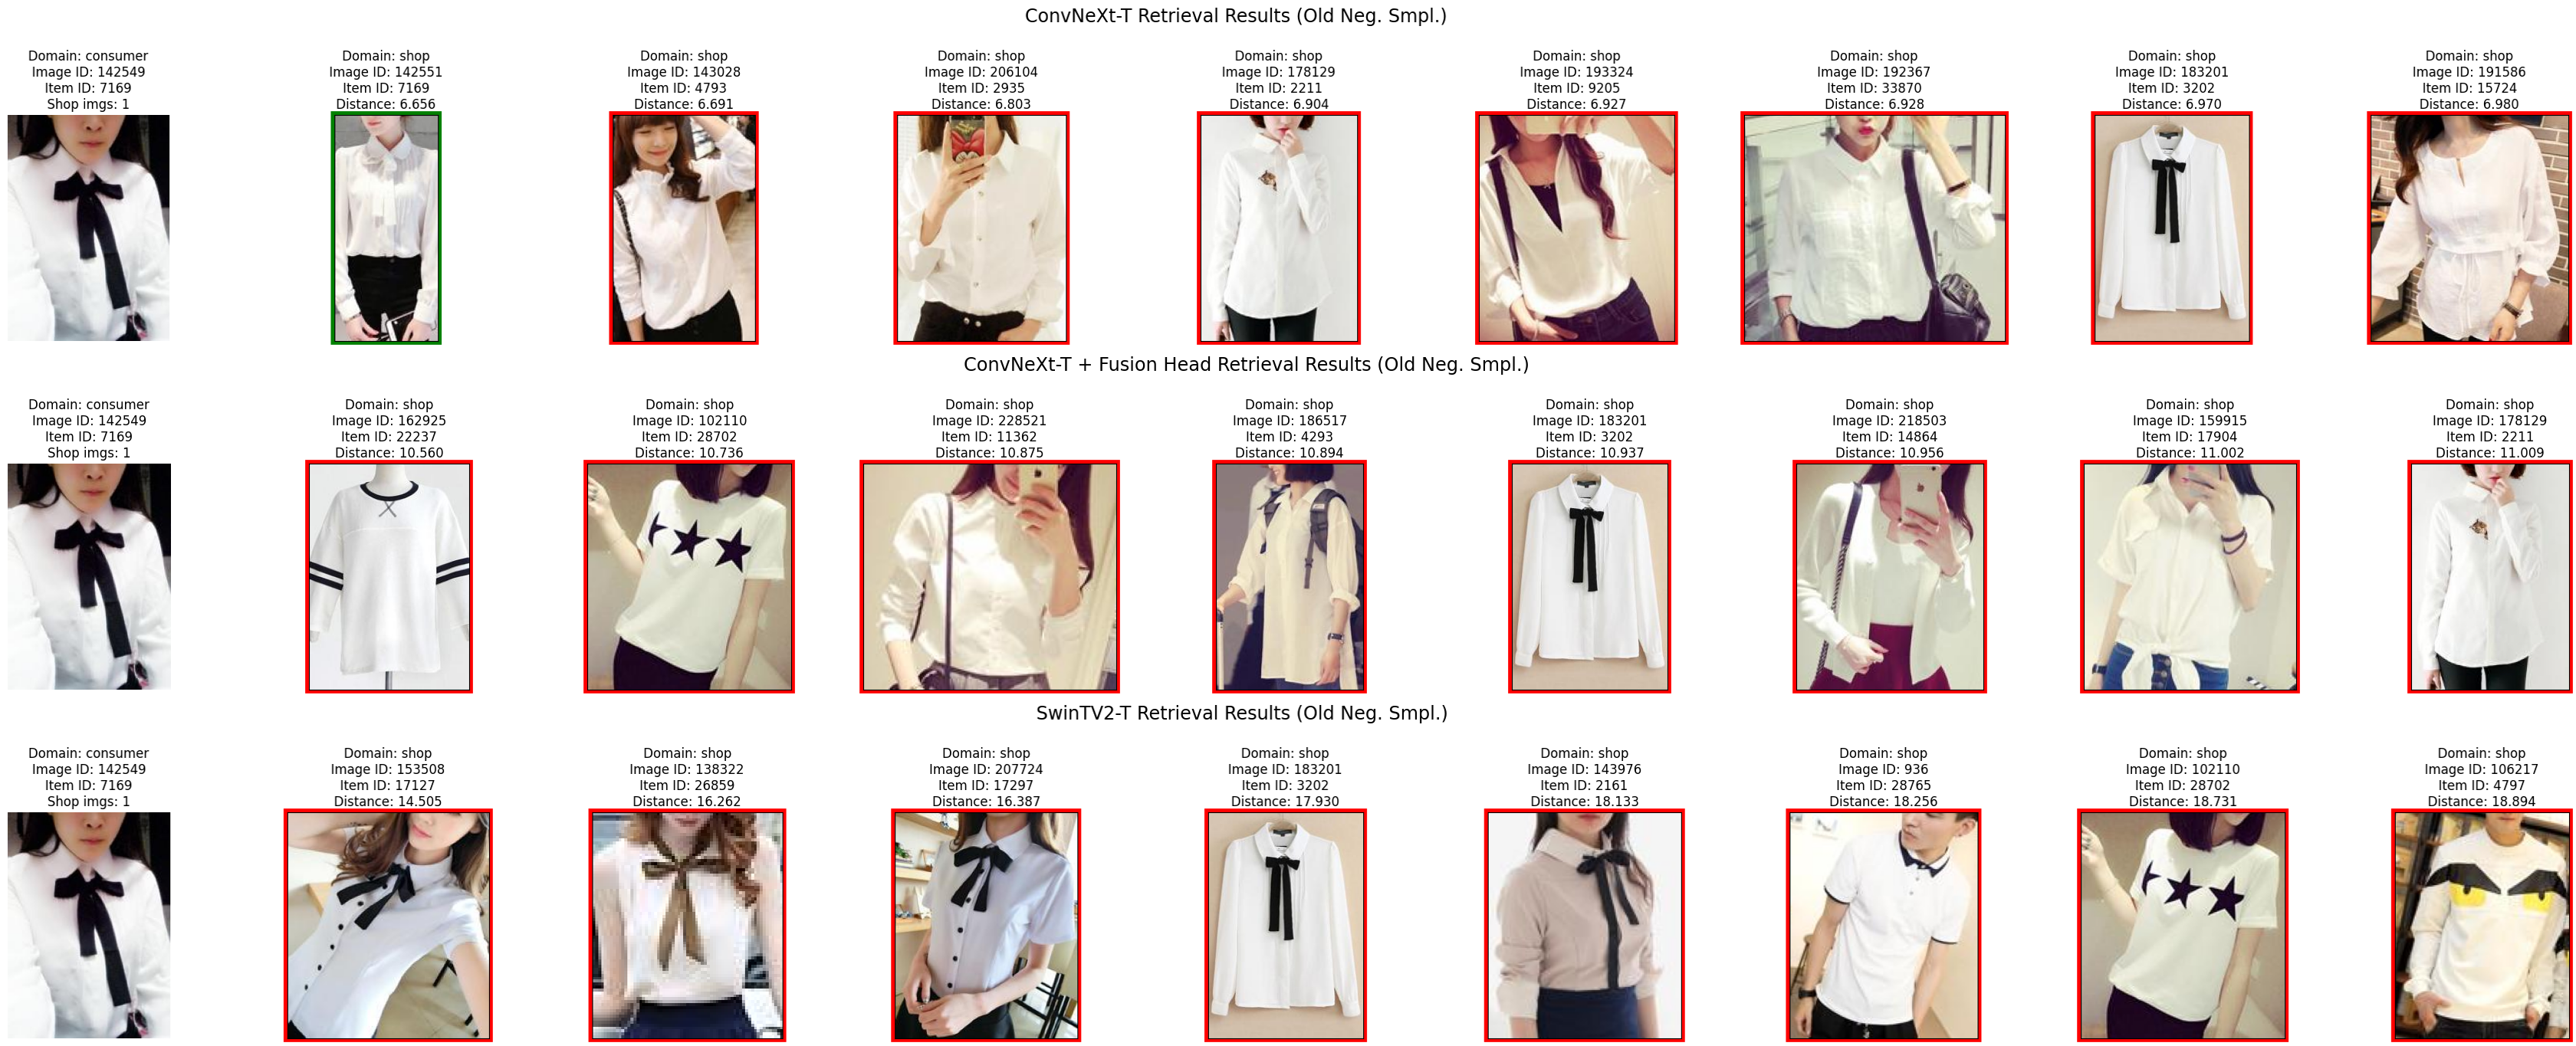 ConvNeXt-T Retrieval Results (Old Neg. Smpl.)
Domain: consumer
Image ID: 142549
Item ID: 7169
Shop imgs: 1
Domain: shop
Image ID: 142551
Item ID: 7169
Distance: 6.656
Domain: shop
Image ID: 143028
Item ID: 4793
Distance: 6.691
Domain: shop
Image ID: 206104
Item ID: 2935
Distance: 6.803
Domain: shop
Image ID: 178129
Item ID: 2211
Distance: 6.904
Domain: shop
Image ID: 193324
Item ID: 9205
Distance: 6.927
Domain: shop
Image ID: 192367
Item ID: 33870
Distance: 6.928
Domain: shop
Image ID: 183201
Item ID: 3202
Distance: 6.970
Domain: shop
Image ID: 191586
Item ID: 15724
Distance: 6.980
ConvNeXt-T + Fusion Head Retrieval Results (Old Neg. Smpl.)
Domain: consumer
Image ID: 142549
Item ID: 7169
Shop imgs: 1
Domain: shop
Image ID: 162925
Item ID: 22237
Distance: 10.560
Domain: shop
Image ID: 102110
Item ID: 28702
Distance: 10.736
Domain: shop
Image ID: 228521
Item ID: 11362
Distance: 10.875
Domain: shop
Image ID: 186517
Item ID: 4293
Distance: 10.894
Domain: shop
Image ID: 183201
Item ID: 3202
Distance: 10.937
Domain: shop
Image ID: 218503
Item ID: 14864
Distance: 10.956
Domain: shop
Image ID: 159915
Item ID: 17904
Distance: 11.002
Domain: shop
Image ID: 178129
Item ID: 2211
Distance: 11.009
SwinTV2-T Retrieval Results (Old Neg. Smpl.)
Domain: consumer
Image ID: 142549
Item ID: 7169
Shop imgs: 1
Domain: shop
Image ID: 153508
Item ID: 17127
Distance: 14.505
Domain: shop
Image ID: 138322
Item ID: 26859
Distance: 16.262
Domain: shop
Image ID: 207724
Item ID: 17297
Distance: 16.387
Domain: shop
Image ID: 183201
Item ID: 3202
Distance: 17.930
Domain: shop
Image ID: 143976
Item ID: 2161
Distance: 18.133
Domain: shop
Image ID: 936
Item ID: 28765
Distance: 18.256
Domain: shop
Image ID: 102110
Item ID: 28702
Distance: 18.731
Domain: shop
Image ID: 106217
Item ID: 4797
Distance: 18.894